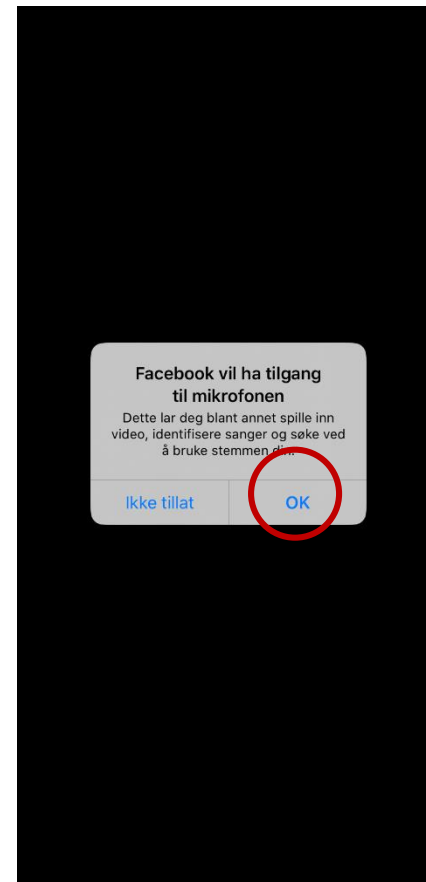 Facebook vil ha tilgang
til mikrofonen
Dette lar deg blant annet spille inn
video, identifisere sanger og søke ved
å bruke stemmen din.
Ikke tillat
OK